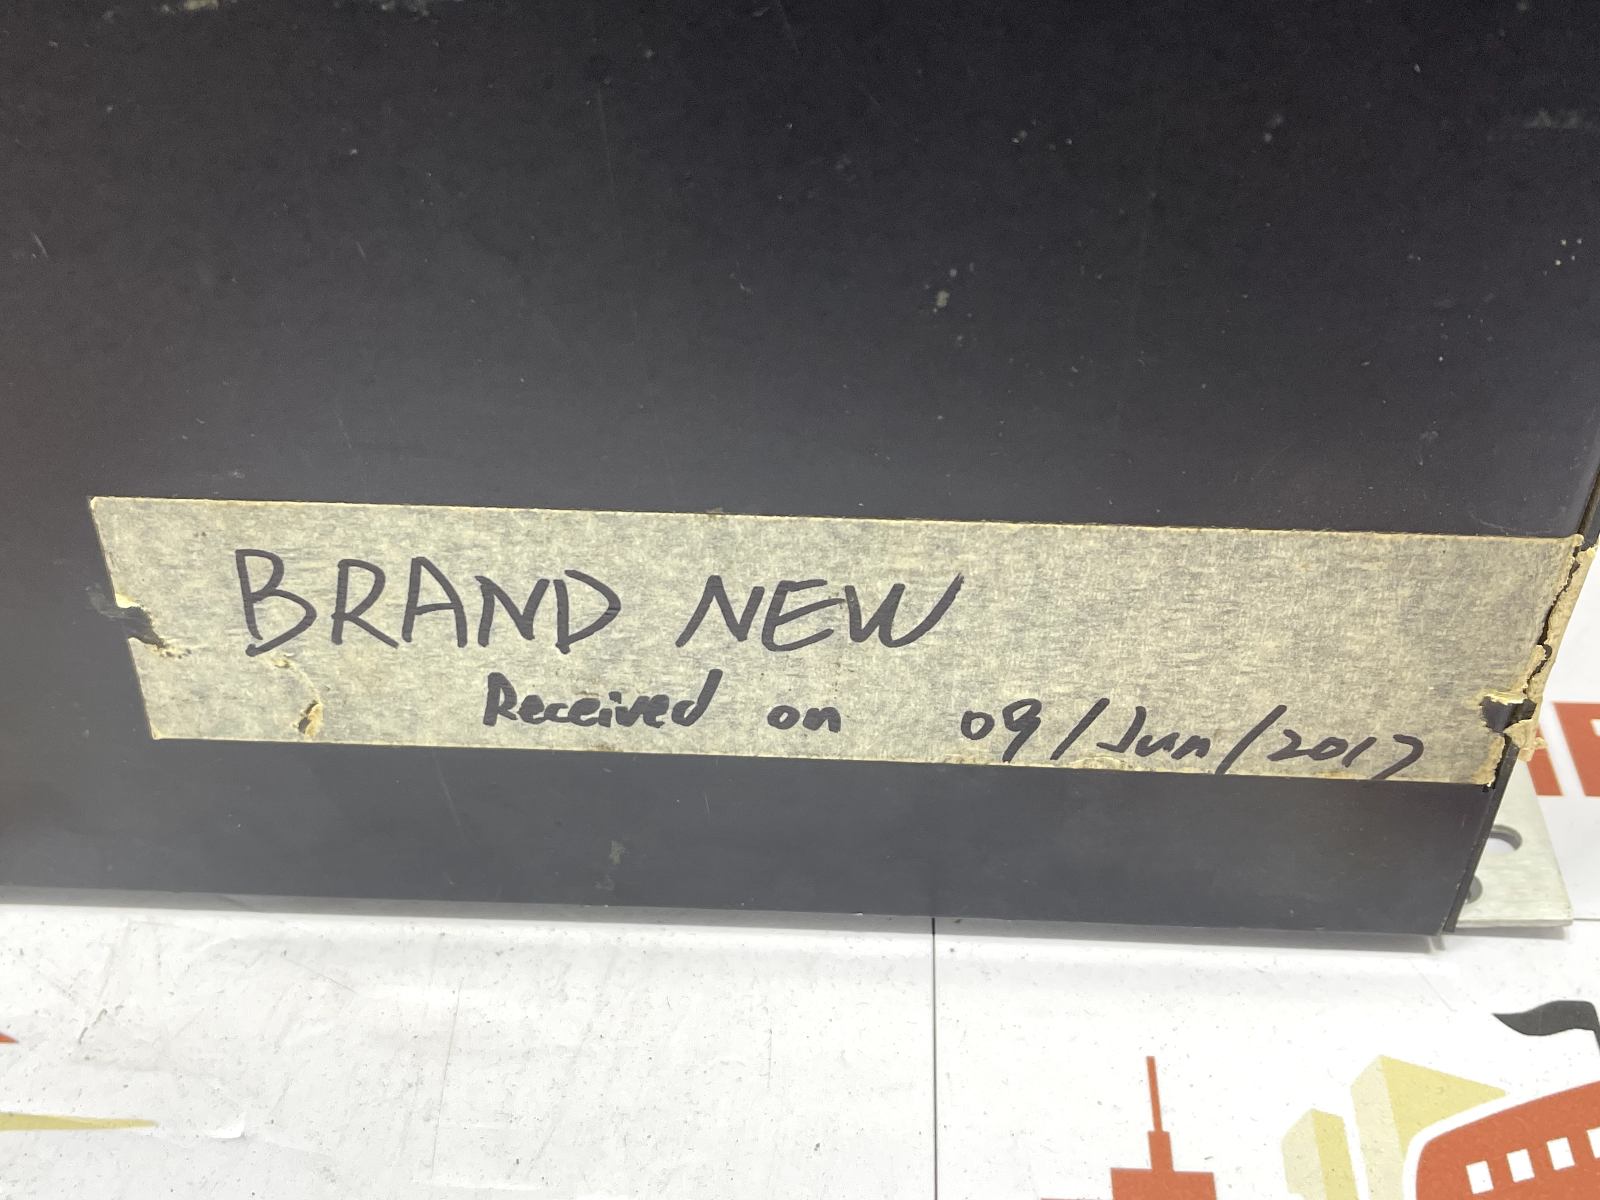 BRAND NEW
Received on 09/Jun/2017